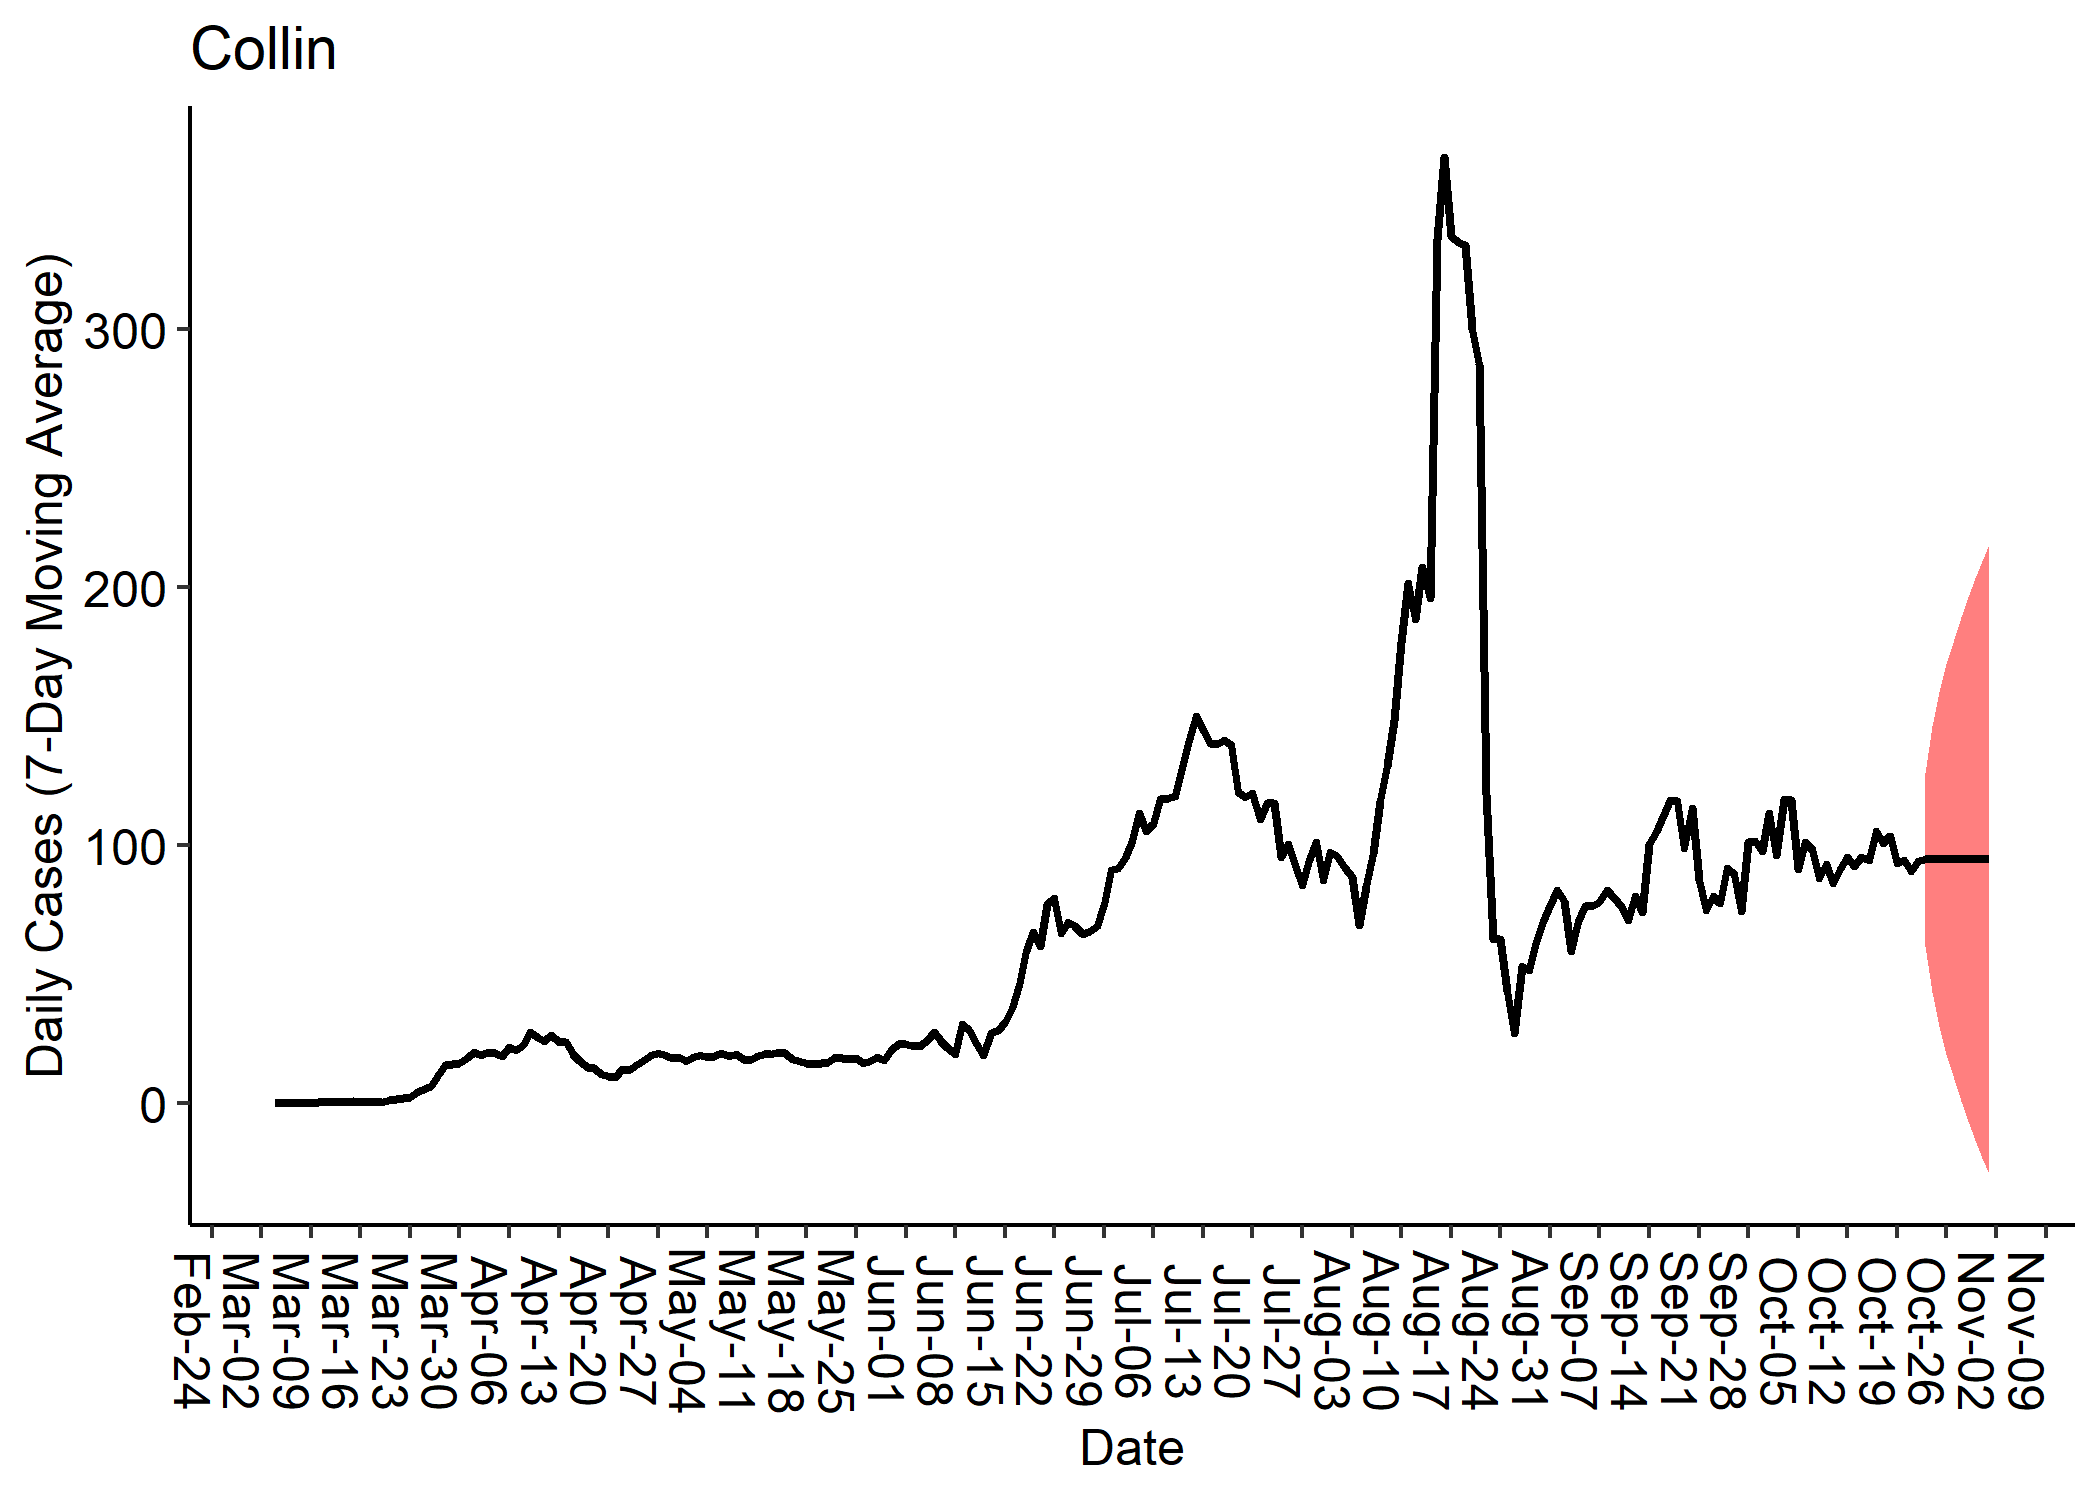 Collin
Daily Cases (7-Day Moving Average)
300
200
100
0
Feb-24
Mar-02
Mar-09
Mar-16
Mar-23
Mar-30
Apr-06
Apr-13
Apr-20
Apr-27
May-04
May-11
May-18
May-25
Jun-01
Jun-08
Jun-15
Jun-22
Jun-29
Jul-06
Jul-13
Jul-20
Jul-27
Aug-03
Aug-10
Aug-17
Aug-24
Aug-31
Sep-07
Sep-14
Sep-21
Sep-28
Oct-05
Oct-12
Oct-19
Oct-26
Nov-02
Nov-09
Date